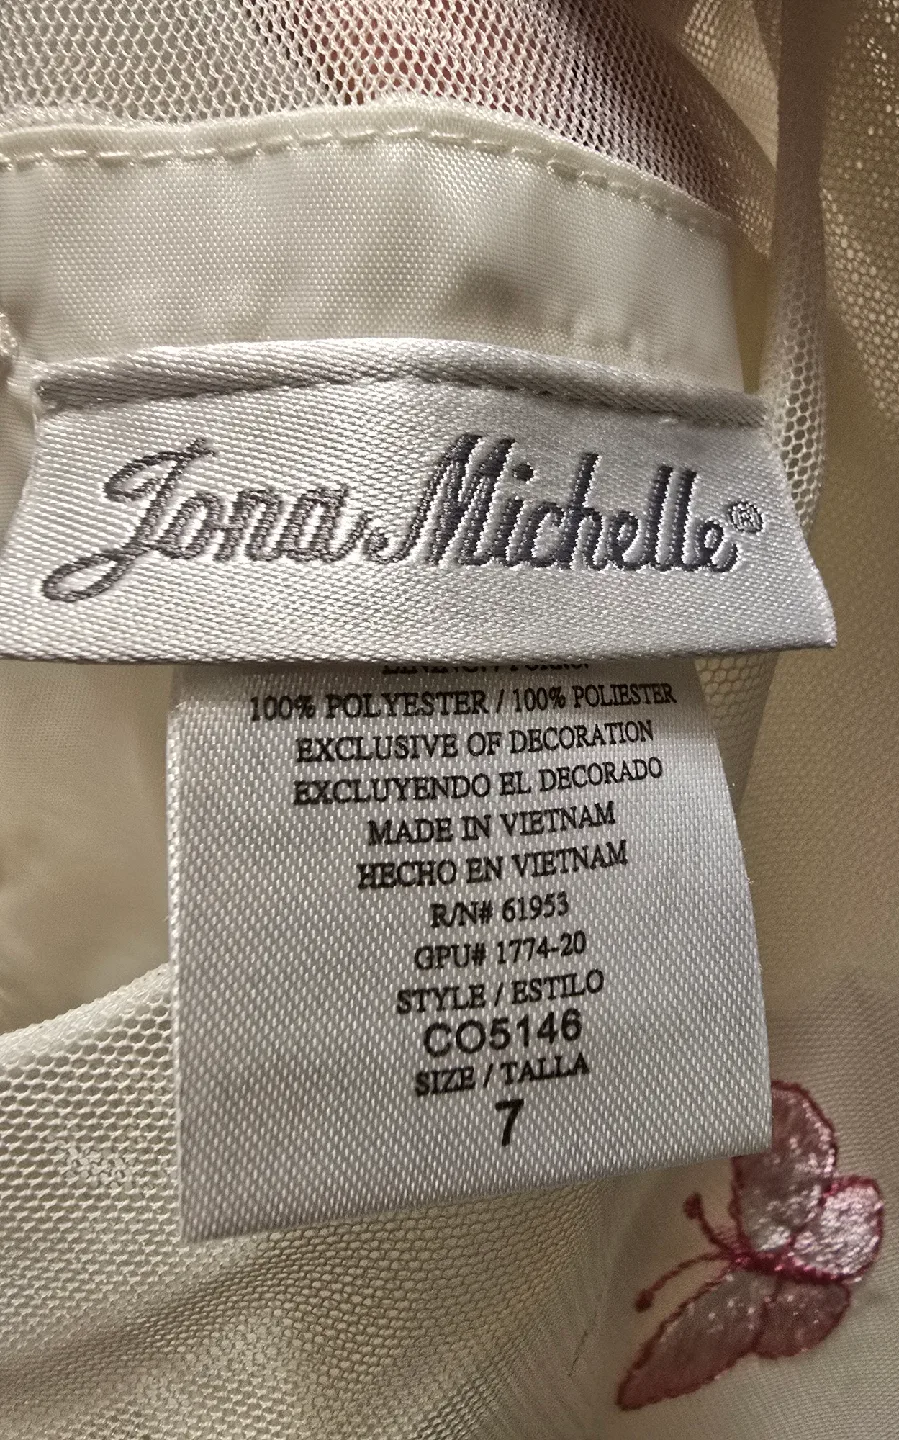 Jona Michelle®
100% POLYESTER / 100% POLIESTER
EXCLUSIVE OF DECORATION
EXCLUYENDO EL DECORADO
MADE IN VIETNAM
HECHO EN VIETNAM
R/N# 61953
GPU# 1774-20
STYLE / ESTILO
CO5146
SIZE / TALLA
7